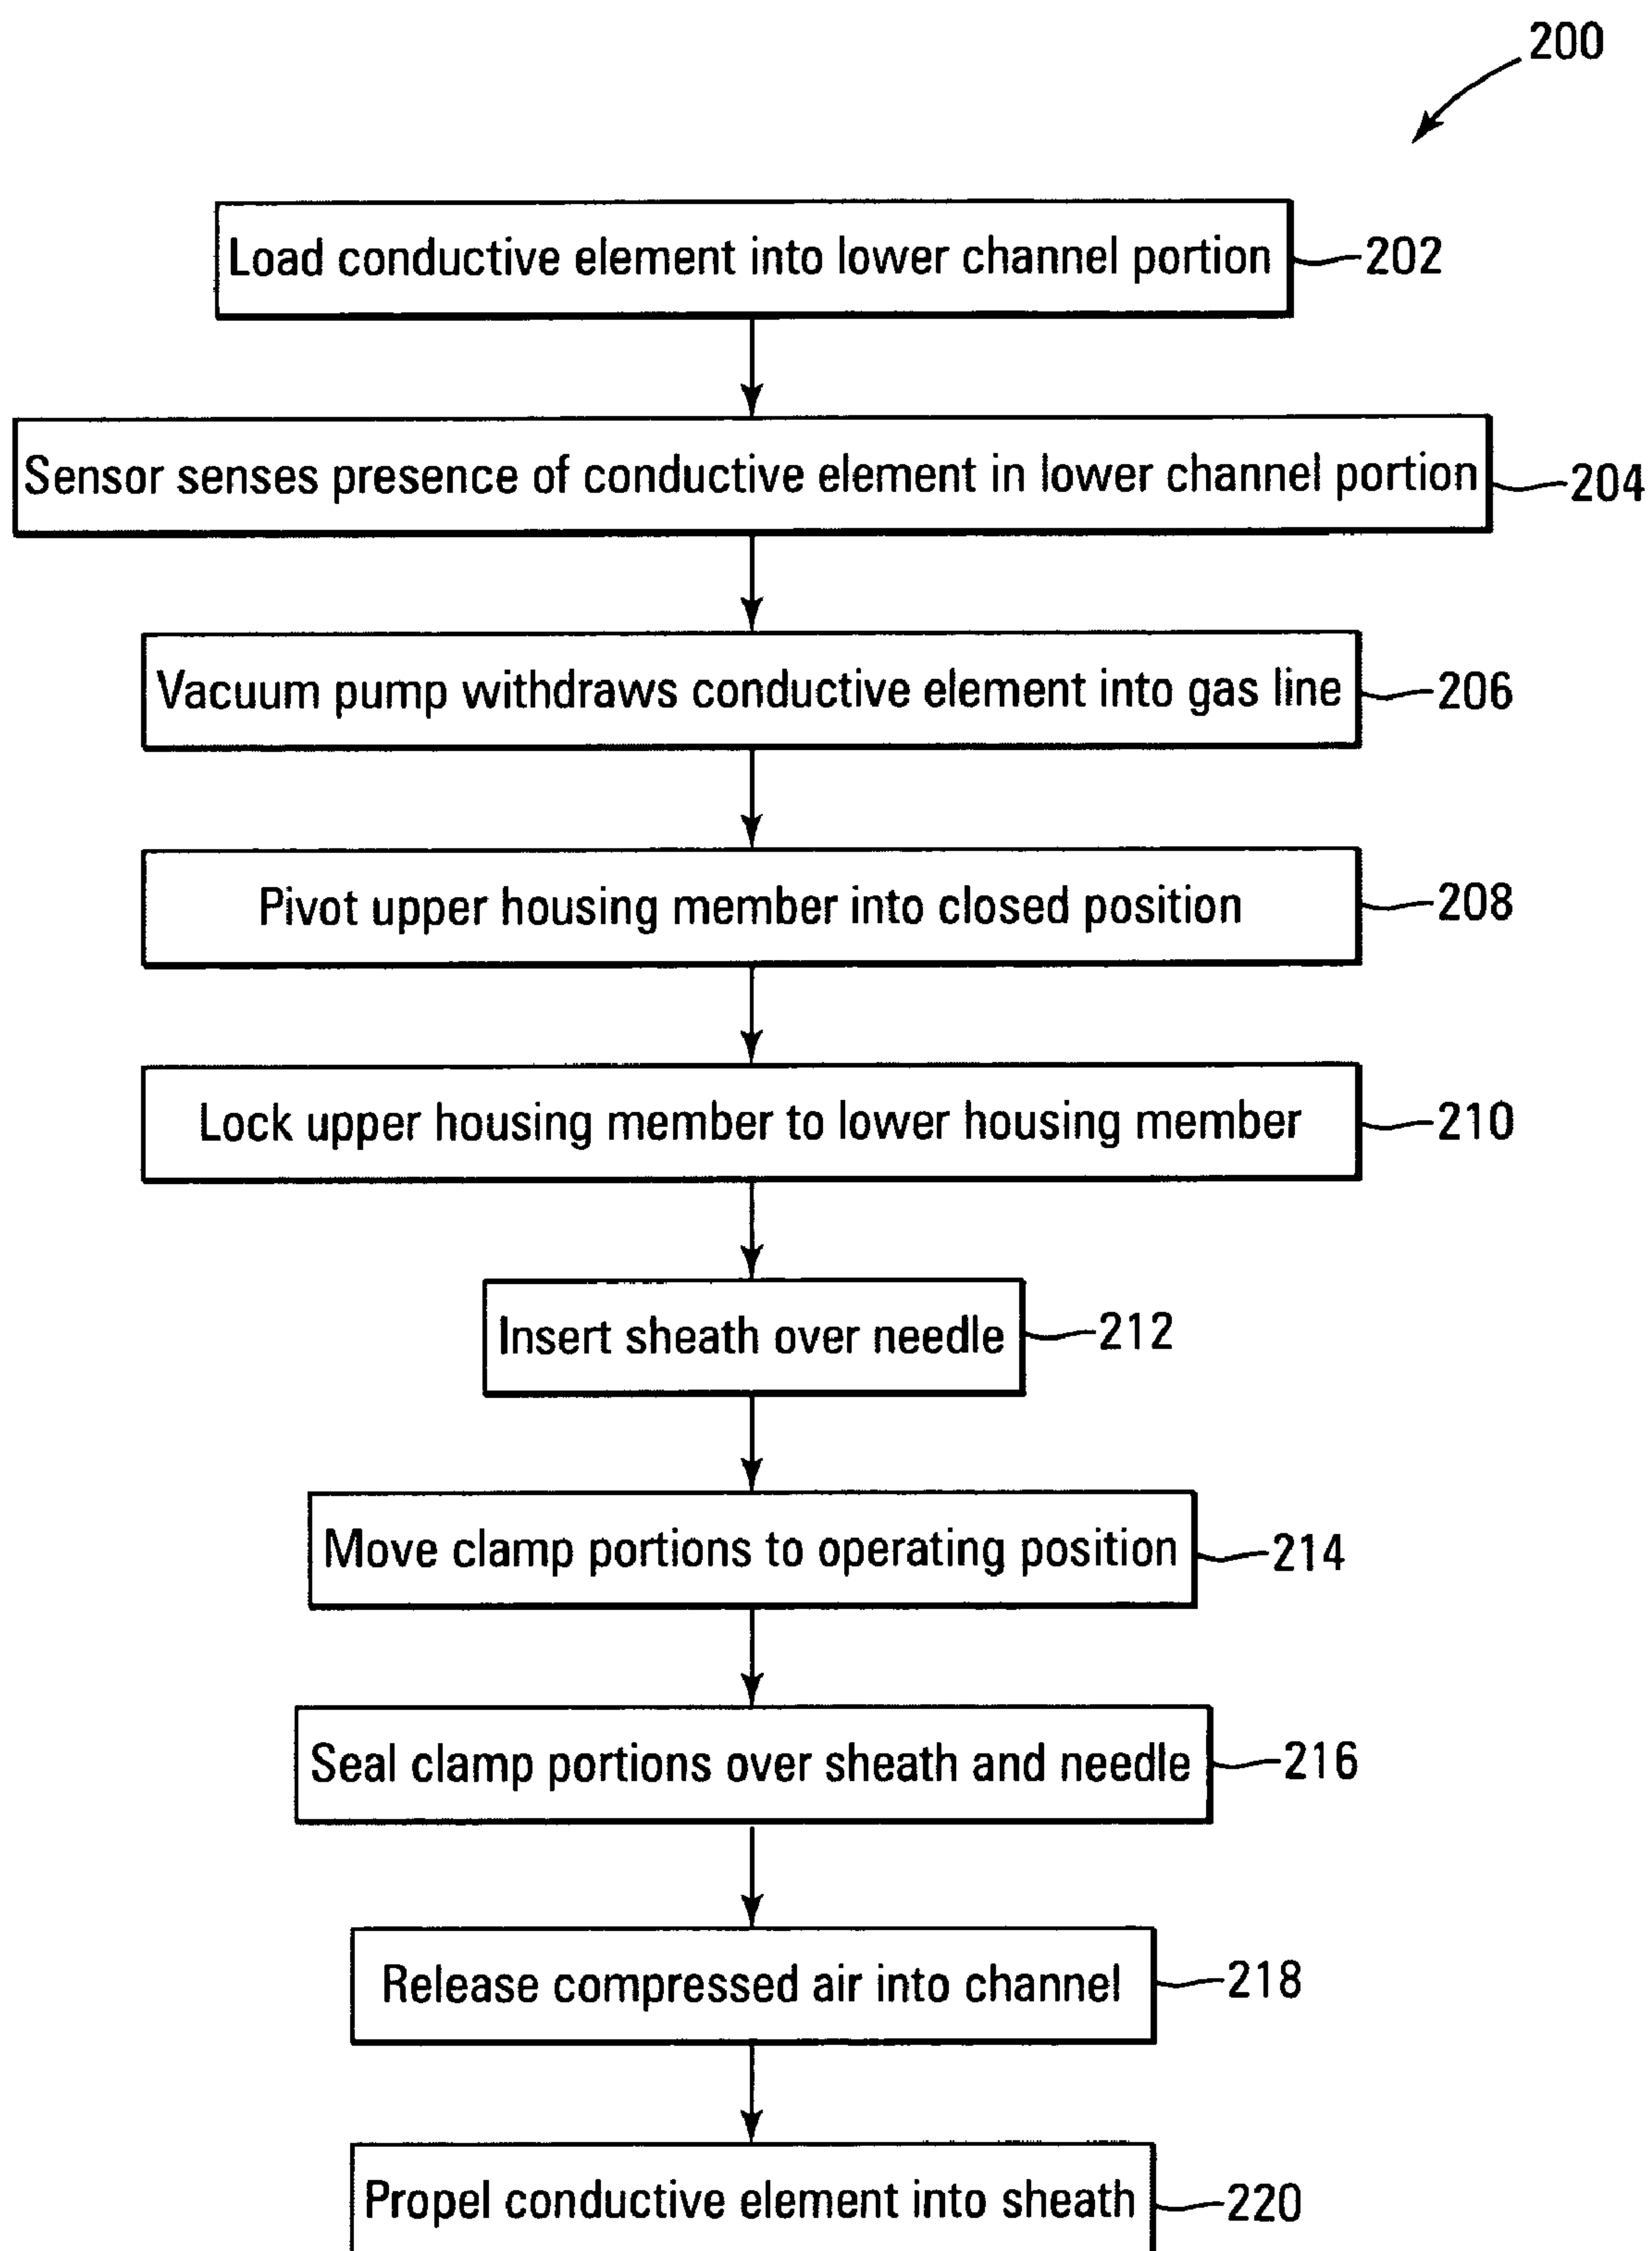 200
Load conductive element into lower channel portion
202
Sensor senses presence of conductive element in lower channel portion
204
Vacuum pump withdraws conductive element into gas line
206
Pivot upper housing member into closed position
208
Lock upper housing member to lower housing member
210
Insert sheath over needle
212
Move clamp portions to operating position
214
Seal clamp portions over sheath and needle
216
Release compressed air into channel
218
Propel conductive element into sheath
220